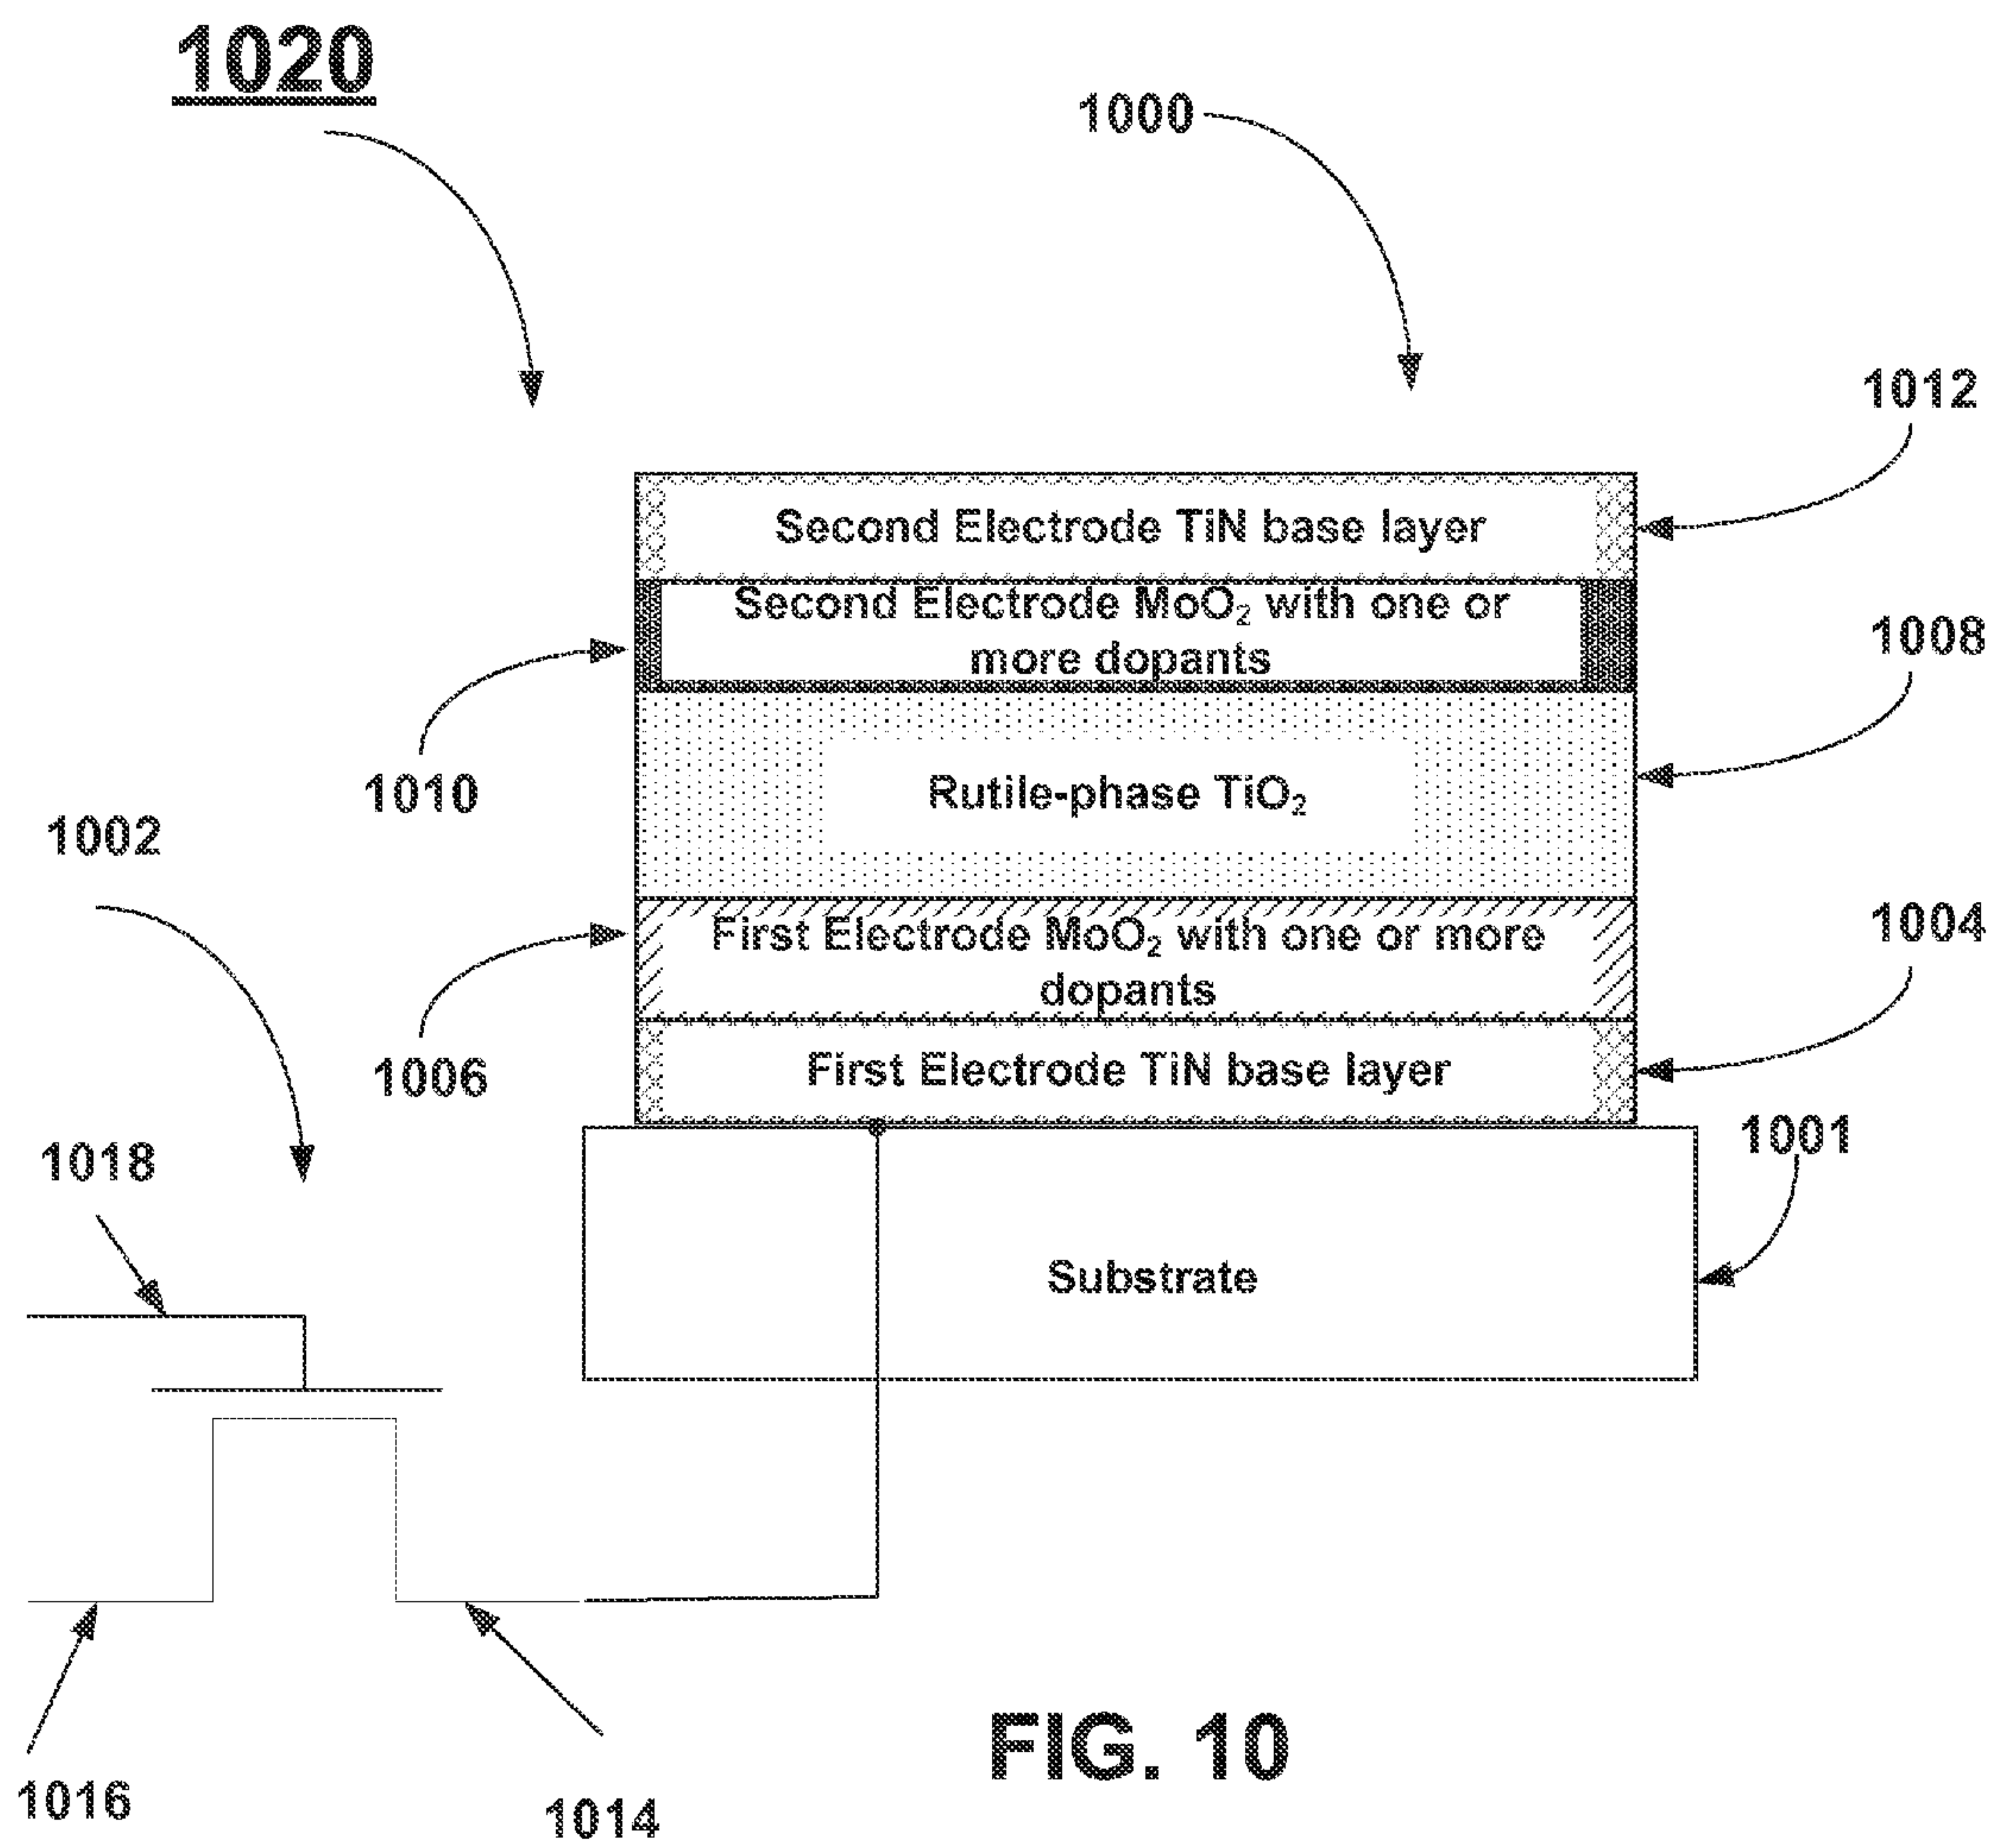 1020
1000
1012
Second Electrode TiN base layer
Second Electrode MoO₂ with one or
more dopants
1008
1010
Rutile-phase TiO₂
1002
1004
First Electrode MoO₂ with one or more
dopants
1006
First Electrode TiN base layer
1018
1001
Substrate
1016
1014
FIG. 10